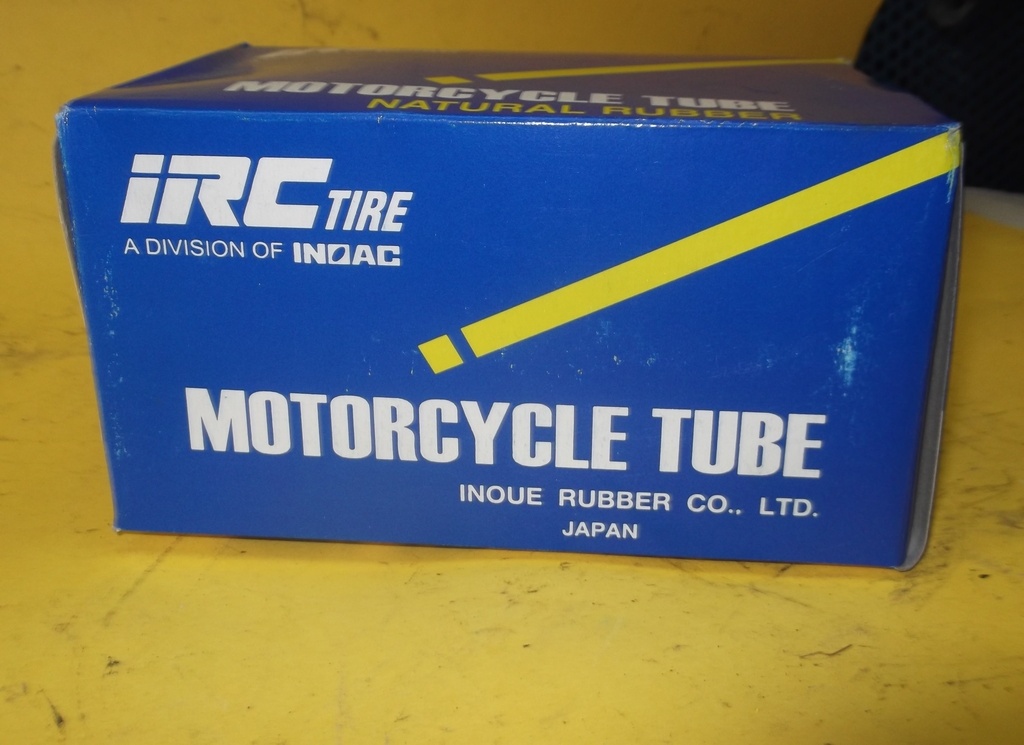 MOTORCYCLE TUBE
NATURAL RUBBER
iRC TIRE
A DIVISION OF INOAC
MOTORCYCLE TUBE
INOUE RUBBER CO., LTD.
JAPAN